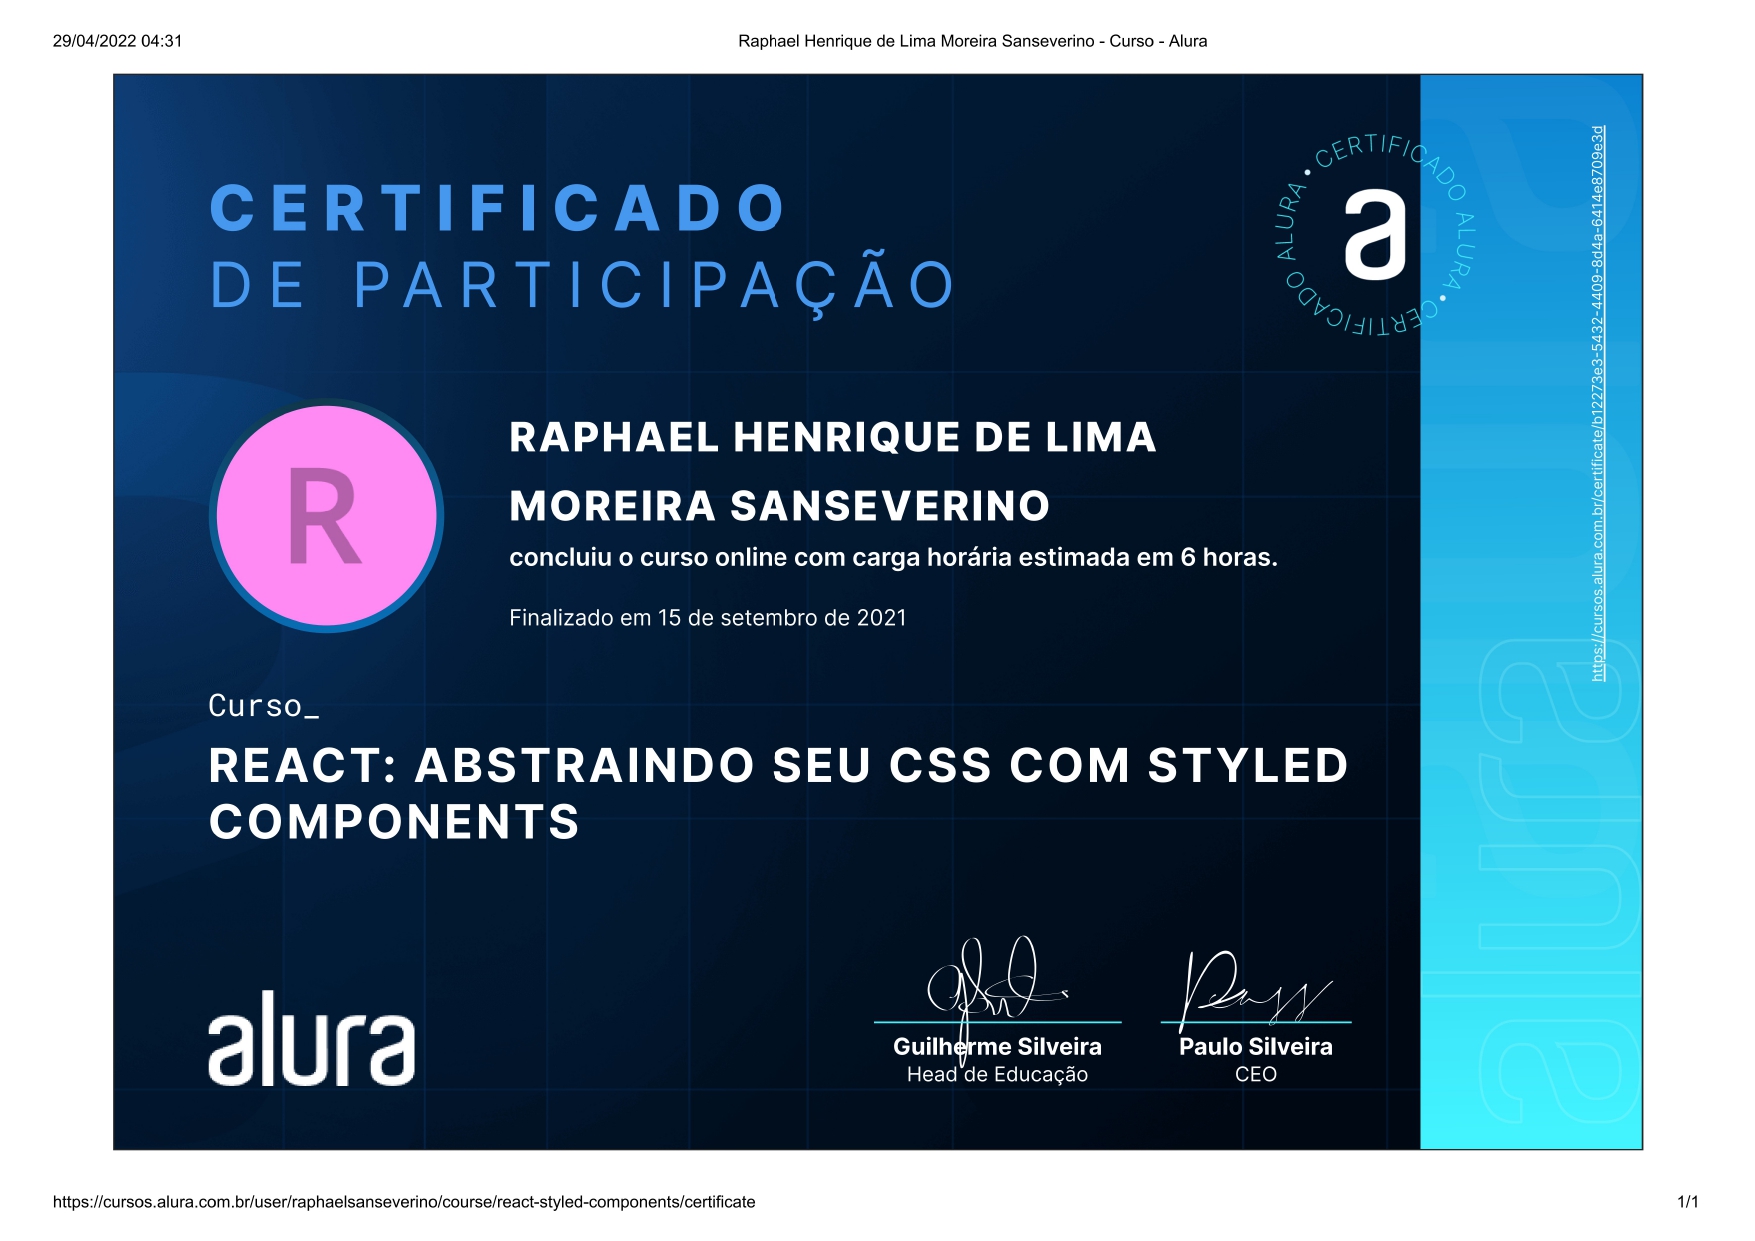 29/04/2022 04:31
Raphael Henrique de Lima Moreira Sanseverino - Curso - Alura
CERTIFICADO
DE PARTICIPAÇÃO
CERTIFICADO ALURA • CERTIFICADO ALURA •
a
https://cursos.alura.com.br/certificate/b12273e3-5432-4409-8d4a-6414e8709e3d
R
RAPHAEL HENRIQUE DE LIMA
MOREIRA SANSEVERINO
concluiu o curso online com carga horária estimada em 6 horas.
Finalizado em 15 de setembro de 2021
Curso_
REACT: ABSTRAINDO SEU CSS COM STYLED
COMPONENTS
alura
Guilherme Silveira
Head de Educação
Paulo Silveira
CEO
alura
https://cursos.alura.com.br/user/raphaelsanseverino/course/react-styled-components/certificate
1/1